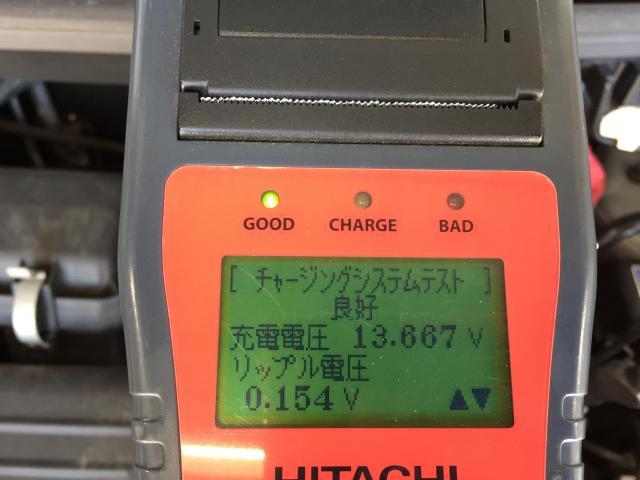 GOOD CHARGE BAD
[ チャージングシステムテスト ]
良好
充電電圧 13.667 V
リップル電圧
0.154 V ▲▼
HITACHI